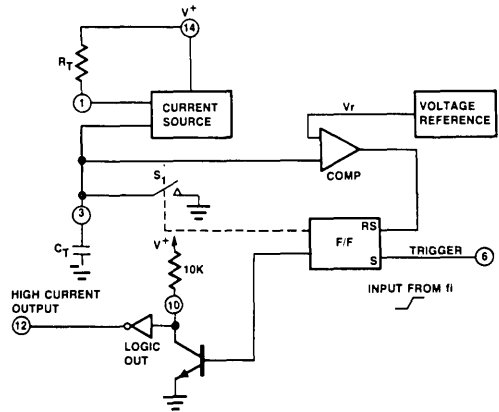 V+
14
RT
1
CURRENT
SOURCE
Vr
VOLTAGE
REFERENCE
COMP
S1
3
CT
V+
10K
10
RS
F/F
S
TRIGGER
6
INPUT FROM fi
HIGH CURRENT
OUTPUT
12
LOGIC
OUT